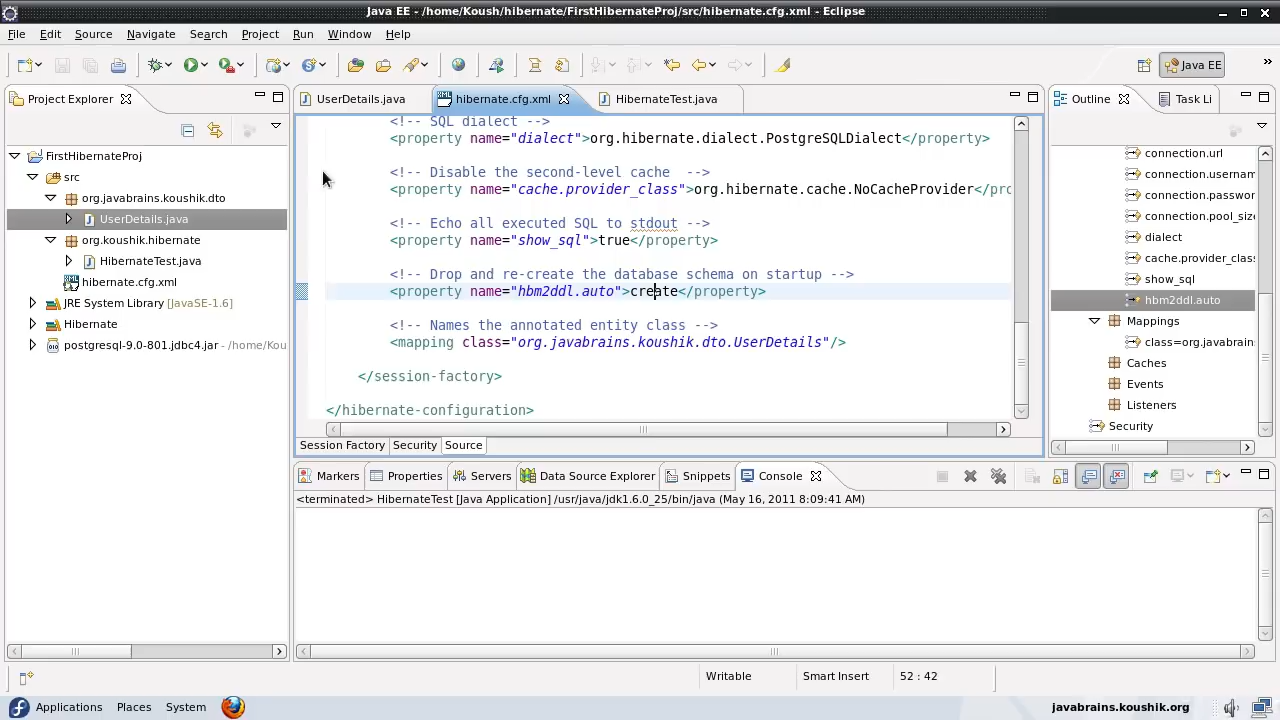 Java EE - /home/Koush/hibernate/FirstHibernateProj/src/hibernate.cfg.xml - Eclipse
File Edit Source Navigate Search Project Run Window Help
Java EE
Project Explorer
UserDetails.java hibernate.cfg.xml HibernateTest.java
Outline Task Li
FirstHibernateProj
src
org.javabrains.koushik.dto
UserDetails.java
org.koushik.hibernate
HibernateTest.java
hibernate.cfg.xml
JRE System Library [JavaSE-1.6]
Hibernate
postgresql-9.0-801.jdbc4.jar - /home/Kou
<!-- SQL dialect -->
<property name="dialect">org.hibernate.dialect.PostgreSQLDialect</property>
<!-- Disable the second-level cache  -->
<property name="cache.provider_class">org.hibernate.cache.NoCacheProvider</pro
<!-- Echo all executed SQL to stdout -->
<property name="show_sql">true</property>
<!-- Drop and re-create the database schema on startup -->
<property name="hbm2ddl.auto">create</property>
<!-- Names the annotated entity class -->
<mapping class="org.javabrains.koushik.dto.UserDetails"/>
</session-factory>
</hibernate-configuration>
Session Factory Security Source
connection.url
connection.usernam
connection.passwor
connection.pool_size
dialect
cache.provider_clas
show_sql
hbm2ddl.auto
Mappings
class=org.javabrain
Caches
Events
Listeners
Security
Markers Properties Servers Data Source Explorer Snippets Console
<terminated> HibernateTest [Java Application] /usr/java/jdk1.6.0_25/bin/java (May 16, 2011 8:09:41 AM)
Writable Smart Insert 52 : 42
Applications Places System javabrains.koushik.org